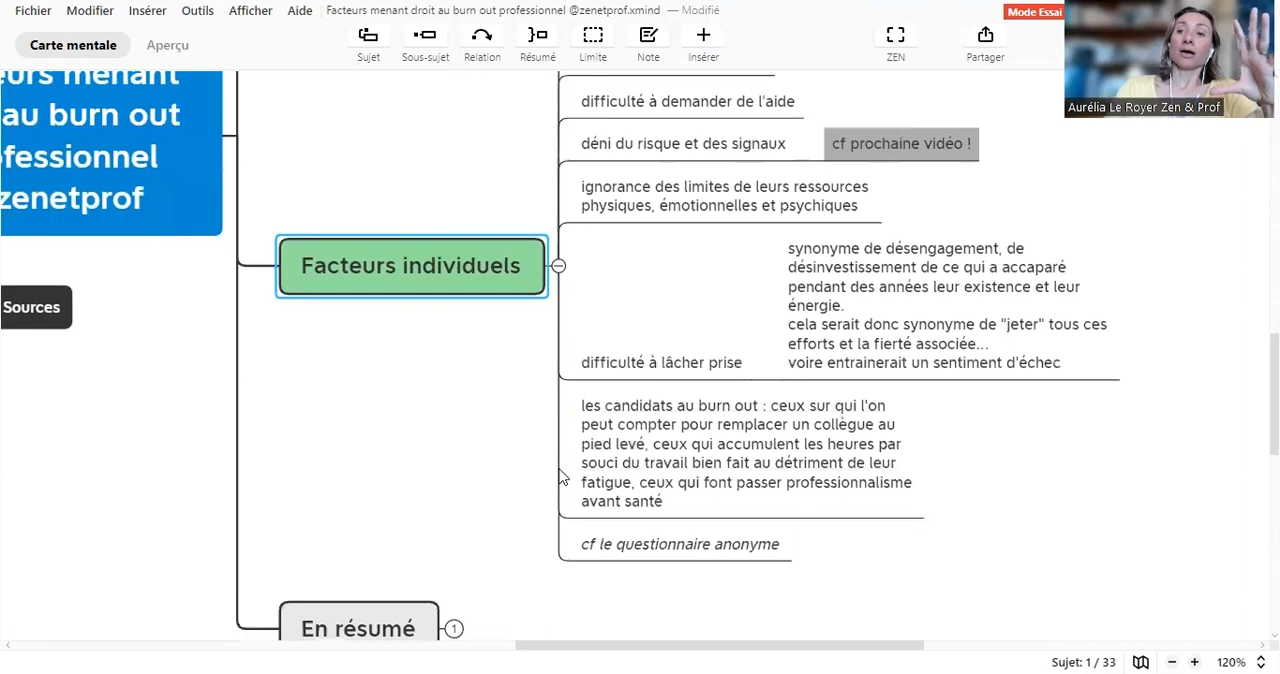 Fichier Modifier Insérer Outils Afficher Aide Facteurs menant droit au burn out professionnel @zenetprof.xmind — Modifié
Mode Essai
Carte mentale Aperçu
Sujet Sous-sujet Relation Résumé Limite Note Insérer ZEN Partager
Aurélia Le Royer Zen & Prof
eurs menant
au burn out
ofessionnel
zenetprof
Sources
Facteurs individuels
difficulté à demander de l'aide
déni du risque et des signaux
cf prochaine vidéo !
ignorance des limites de leurs ressources
physiques, émotionnelles et psychiques
difficulté à lâcher prise
synonyme de désengagement, de
désinvestissement de ce qui a accaparé
pendant des années leur existence et leur
énergie.
cela serait donc synonyme de "jeter" tous ces
efforts et la fierté associée...
voire entrainerait un sentiment d'échec
les candidats au burn out : ceux sur qui l'on
peut compter pour remplacer un collègue au
pied levé, ceux qui accumulent les heures par
souci du travail bien fait au détriment de leur
fatigue, ceux qui font passer professionnalisme
avant santé
cf le questionnaire anonyme
En résumé
1
Sujet: 1 / 33
120%